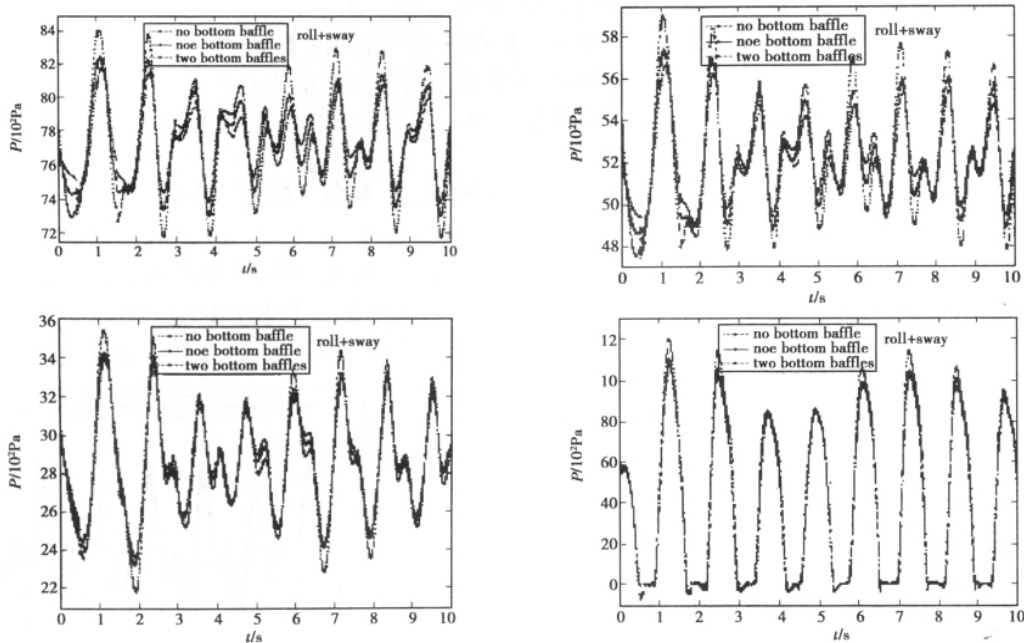 84
82
80
78
76
74
72
P/10²Pa
no bottom baffle
noe bottom baffle
two bottom baffles
roll+sway
0 1 2 3 4 5 6 7 8 9 10
t/s
58
56
54
52
50
48
P/10²Pa
no bottom baffle
noe bottom baffle
two bottom baffles
roll+sway
0 1 2 3 4 5 6 7 8 9 10
t/s
36
34
32
30
28
26
24
22
P/10²Pa
no bottom baffle
noe bottom baffle
two bottom baffles
roll+sway
0 1 2 3 4 5 6 7 8 9 10
t/s
12
10
80
60
40
20
0
P/10²Pa
no bottom baffle
noe bottom baffle
two bottom baffles
roll+sway
0 1 2 3 4 5 6 7 8 9 10
t/s